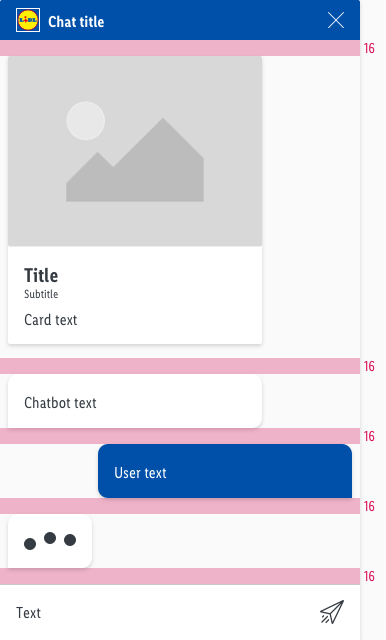 LIDL
Chat title
16
Title
Subtitle
Card text
16
Chatbot text
16
User text
16
16
Text